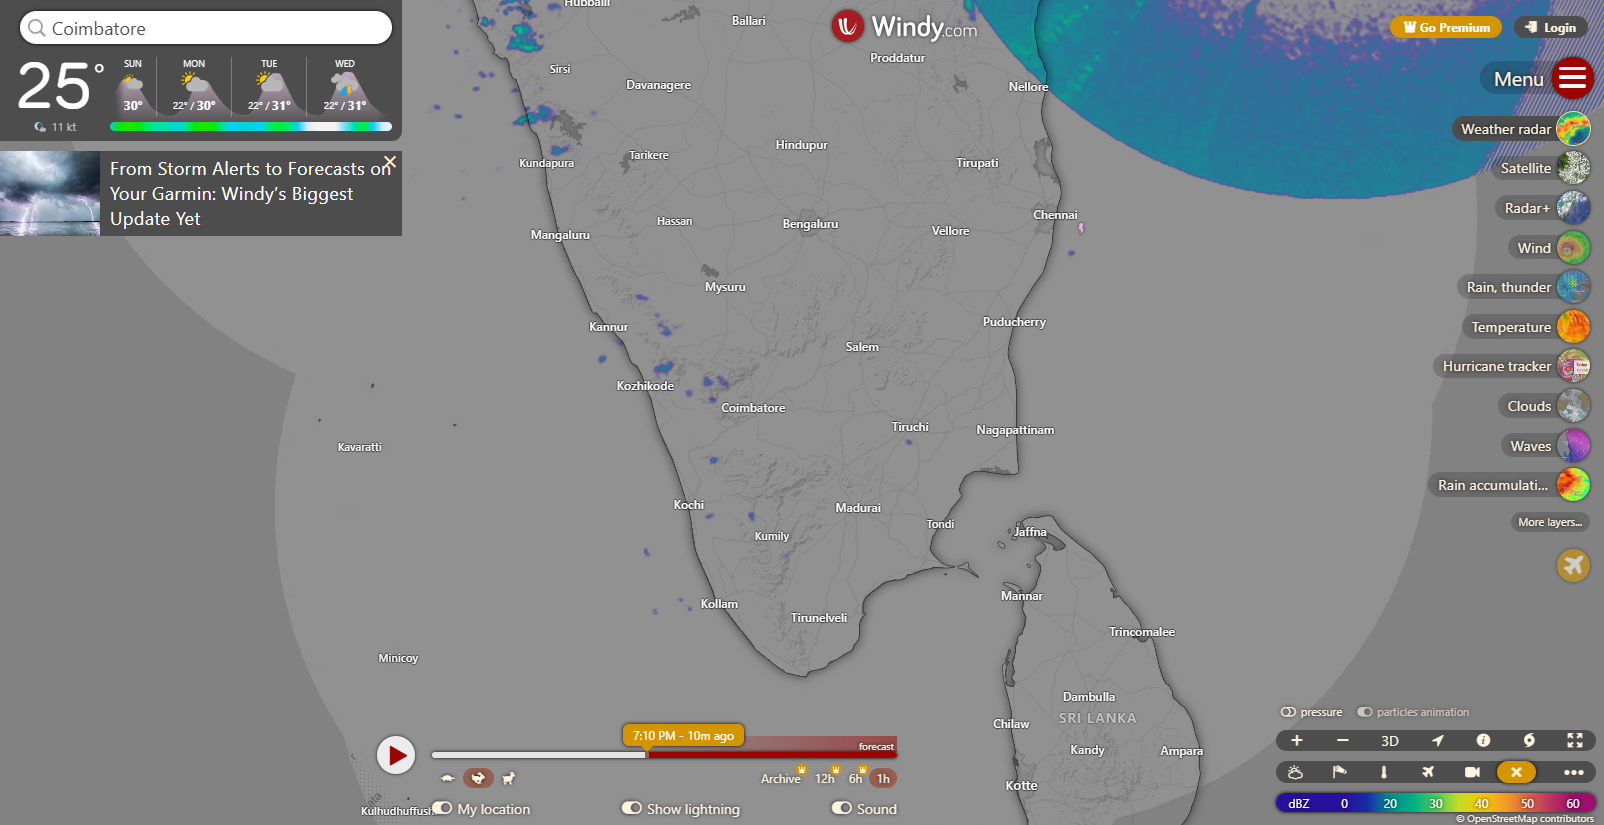 Coimbatore
25°
11 kt
SUN
30°
MON
22° / 30°
TUE
22° / 31°
WED
22° / 31°
From Storm Alerts to Forecasts on
Your Garmin: Windy’s Biggest
Update Yet
Windy.com
Go Premium
Login
Menu
Weather radar
Satellite
Radar+
Wind
Rain, thunder
Temperature
Hurricane tracker
Clouds
Waves
Rain accumulati...
More layers...
Hubballi
Ballari
Proddatur
Sirsi
Davanagere
Nellore
Hindupur
Tarikere
Kundapura
Tirupati
Hassan
Bengaluru
Chennai
Mangaluru
Vellore
Mysuru
Kannur
Puducherry
Salem
Kozhikode
Coimbatore
Tiruchi
Nagapattinam
Kavaratti
Kochi
Madurai
Tondi
Kumily
Jaffna
Mannar
Kollam
Tirunelveli
Trincomalee
Minicoy
Dambulla
SRI LANKA
Chilaw
Kandy
Ampara
Kotte
Kulhudhuffush
7:10 PM - 10m ago
forecast
Archive
12h
6h
1h
My location
Show lightning
Sound
pressure
particles animation
+
−
3D
dBZ
0
20
30
40
50
60
© OpenStreetMap contributors